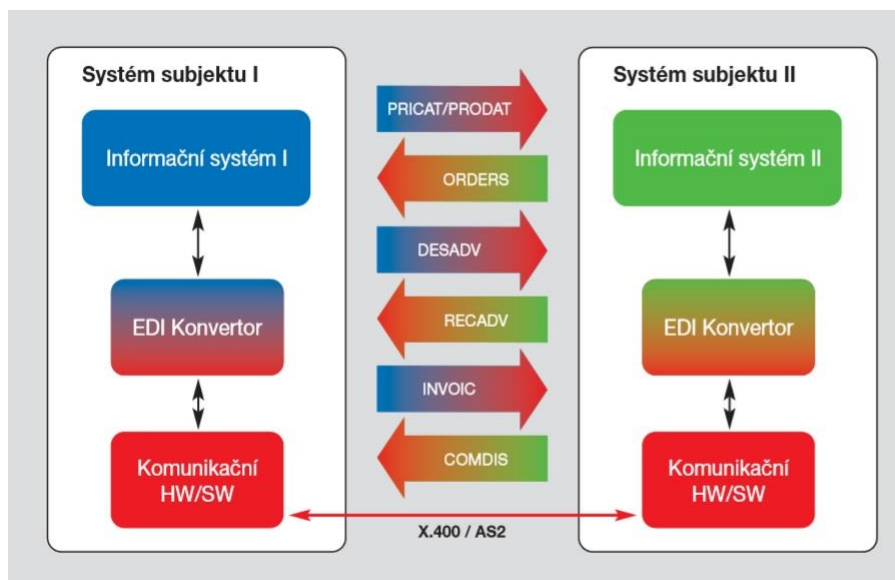 Systém subjektu I
Informační systém I
EDI Konvertor
Komunikační
HW/SW
PRICAT/PRODAT
ORDERS
DESADV
RECADV
INVOIC
COMDIS
X.400 / AS2
Systém subjektu II
Informační systém II
EDI Konvertor
Komunikační
HW/SW